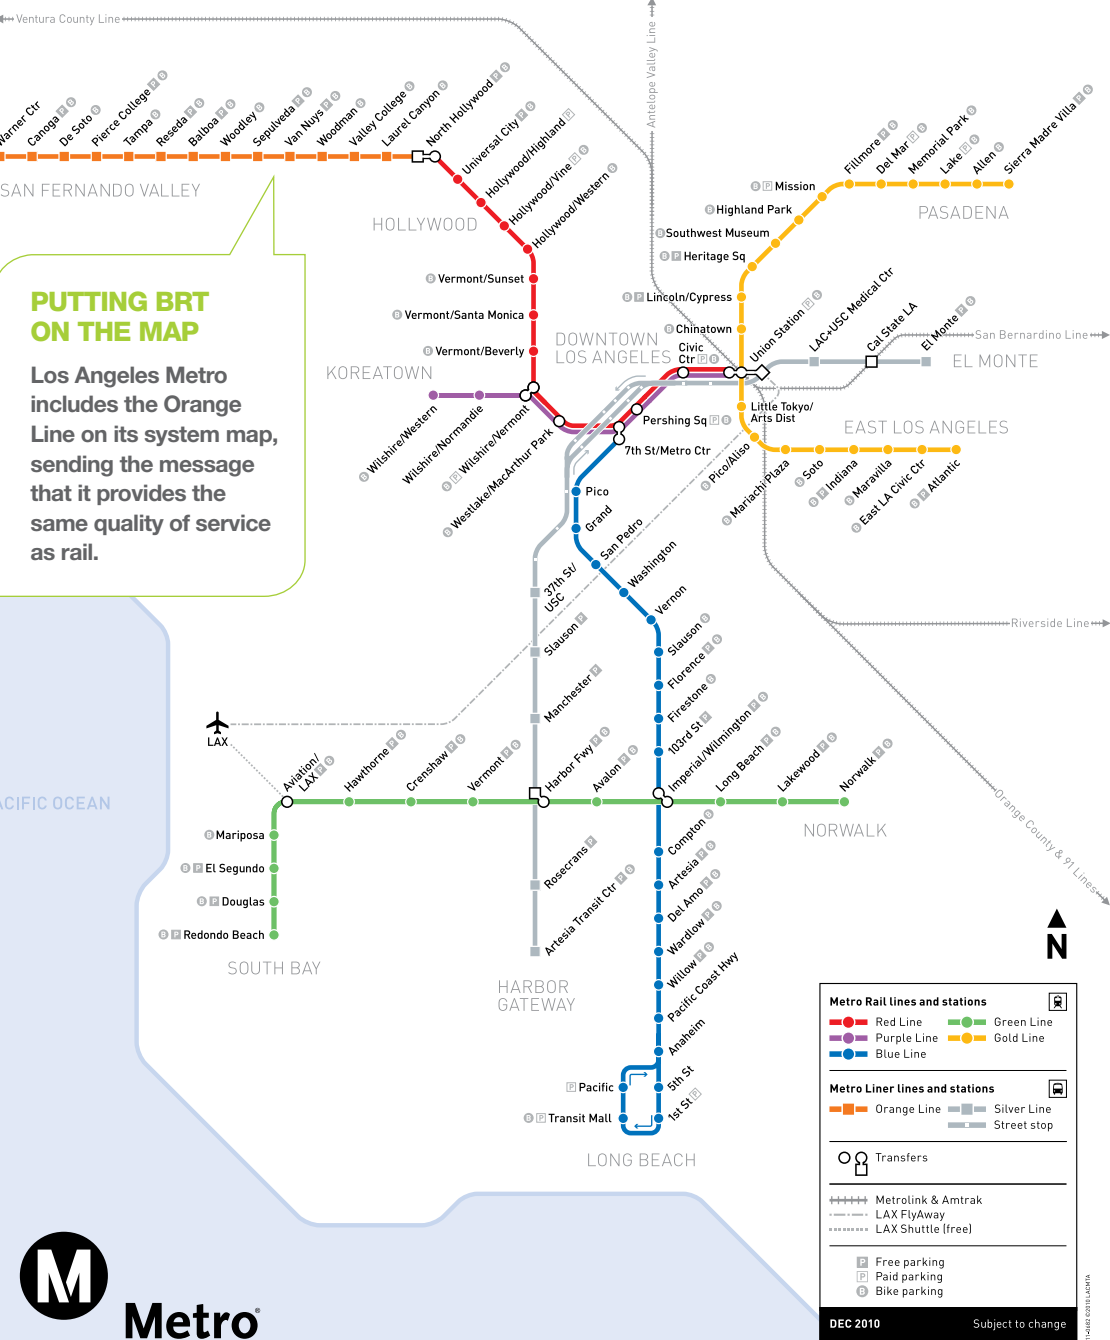 Ventura County Line
Antelope Valley Line
Warner Ctr
Canoga P B
De Soto B
Pierce College P B
Tampa B
Reseda P B
Balboa P B
Woodley B
Sepulveda P B
Van Nuys P B
Woodman B
Valley College B
Laurel Canyon B
North Hollywood P B
SAN FERNANDO VALLEY
Universal City P B
Hollywood/Highland P
Hollywood/Vine P B
Hollywood/Western B
HOLLYWOOD
B Vermont/Sunset
B Vermont/Santa Monica
B Vermont/Beverly
PUTTING BRT
ON THE MAP
Los Angeles Metro
includes the Orange
Line on its system map,
sending the message
that it provides the
same quality of service
as rail.
KOREATOWN
B Wilshire/Western
Wilshire/Normandie
B P Wilshire/Vermont
B Westlake/MacArthur Park
DOWNTOWN
LOS ANGELES
Civic
Ctr P B
Pershing Sq P B
7th St/Metro Ctr
Union Station P B
Fillmore P B
Del Mar P B
Memorial Park B
Lake P B
Allen B
Sierra Madre Villa P B
PASADENA
B P Mission
B Highland Park
B Southwest Museum
B P Heritage Sq
B P Lincoln/Cypress
B Chinatown
LAC+USC Medical Ctr
Cal State LA
El Monte P B
San Bernardino Line
EL MONTE
Little Tokyo/
Arts Dist
EAST LOS ANGELES
B Pico/Aliso
B Mariachi Plaza
B Soto
B P Indiana
B Maravilla
B East LA Civic Ctr
B P Atlantic
Pico
Grand
San Pedro
Washington
Vernon
37th St/
USC
Slauson P
Manchester P
Slauson B
Florence P B
Firestone B
103rd St P
Imperial/Wilmington P B
Riverside Line
Orange County & 91 Lines
LAX
Aviation/
LAX P B
Hawthorne P B
Crenshaw P B
Vermont P B
Harbor Fwy P B
Avalon P B
Long Beach P B
Lakewood P B
Norwalk P B
NORWALK
ACIFIC OCEAN
B Mariposa
B P El Segundo
B P Douglas
B P Redondo Beach
SOUTH BAY
Rosecrans P
Artesia Transit Ctr P B
HARBOR
GATEWAY
Compton B
Artesia P B
Del Amo P B
Wardlow P B
Willow P B
Pacific Coast Hwy
Anaheim
5th St
1st St P
P Pacific
B P Transit Mall
LONG BEACH
N
Metro Rail lines and stations
Red Line
Green Line
Purple Line
Gold Line
Blue Line
Metro Liner lines and stations
Orange Line
Silver Line
Street stop
Transfers
Metrolink & Amtrak
LAX FlyAway
LAX Shuttle (free)
P Free parking
P Paid parking
B Bike parking
DEC 2010 Subject to change
11-0682 ©2010 LACMTA
M
Metro®